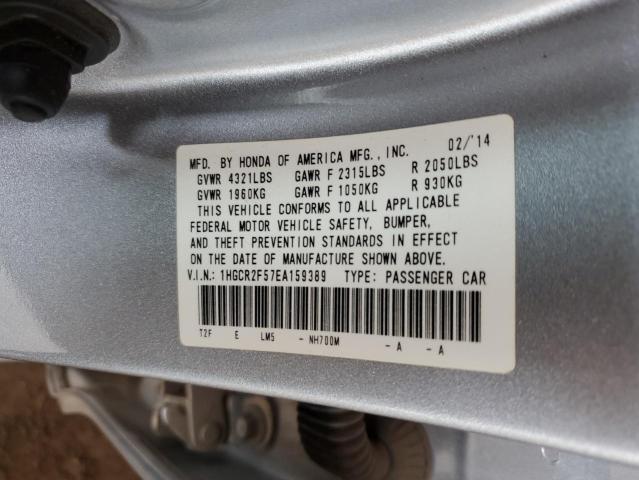 MFD. BY HONDA OF AMERICA MFG., INC. 02/'14
GVWR 4321LBS GAWR F 2315LBS R 2050LBS
GVWR 1960KG GAWR F 1050KG R 930KG
THIS VEHICLE CONFORMS TO ALL APPLICABLE
FEDERAL MOTOR VEHICLE SAFETY, BUMPER,
AND THEFT PREVENTION STANDARDS IN EFFECT
ON THE DATE OF MANUFACTURE SHOWN ABOVE.
V.I.N.: 1HGCR2F57EA159389 TYPE: PASSENGER CAR
T2F E LM5 - NH700M - A - A